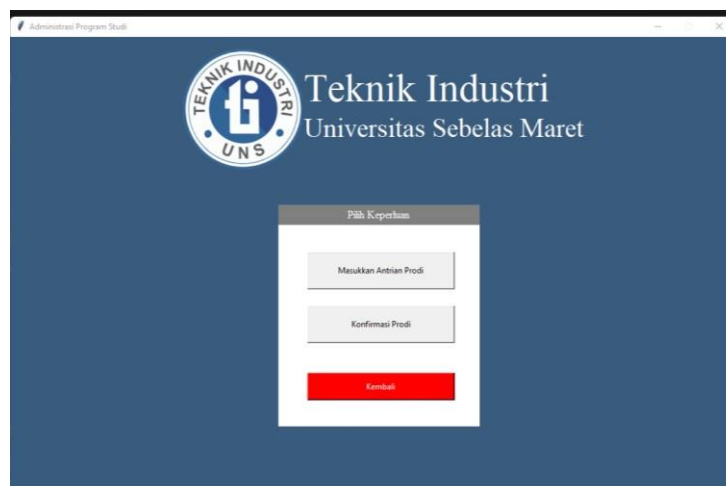 Administrasi Program Studi
TEKNIK INDUSTRI
ti
UNS
Teknik Industri
Universitas Sebelas Maret
Pilih Keperluan
Masukkan Antrian Prodi
Konfirmasi Prodi
Kembali